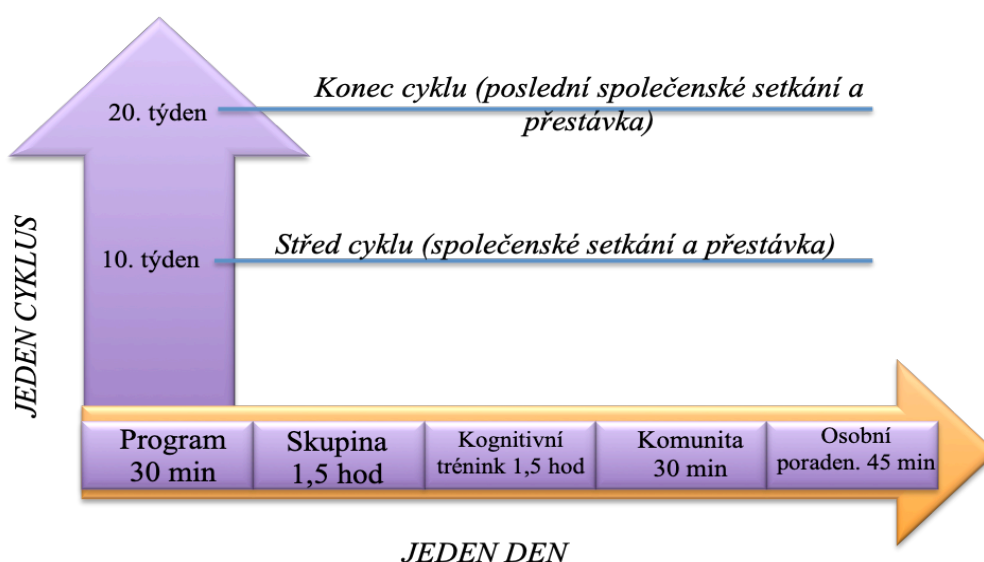 Konec cyklu (poslední společenské setkání a
přestávka)
20. týden
Střed cyklu (společenské setkání a přestávka)
10. týden
JEDEN CYKLUS
Program
30 min
Skupina
1,5 hod
Kognitivní
trénink 1,5 hod
Komunita
30 min
Osobní
poraden. 45 min
JEDEN DEN